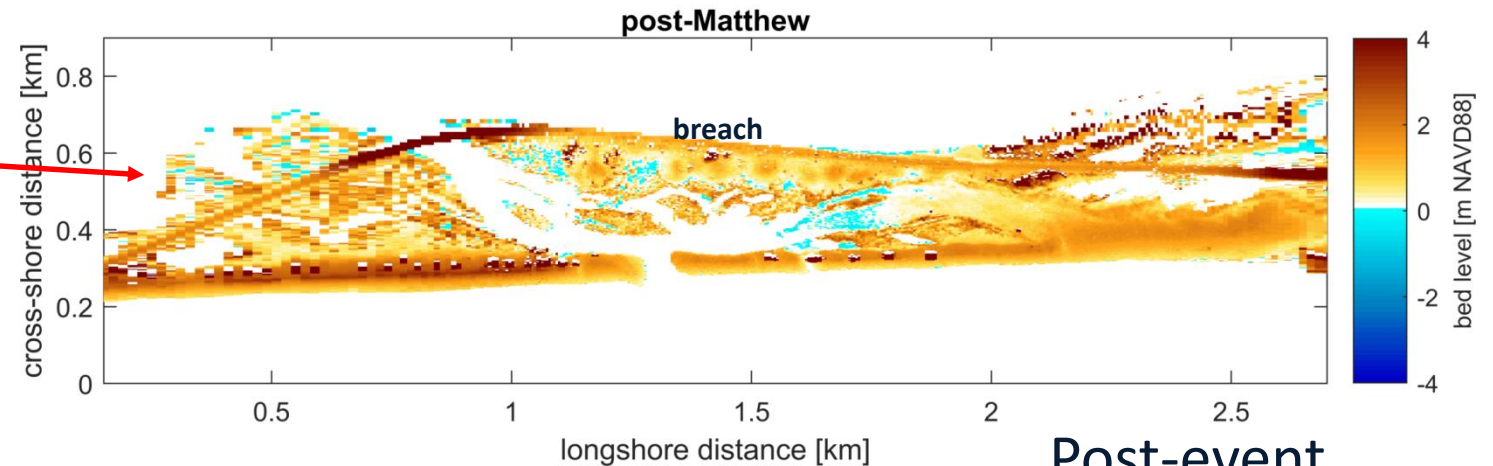 post-Matthew
cross-shore distance [km]
0.8
0.6
0.4
0.2
0
breach
0.5
1
1.5
2
2.5
longshore distance [km]
4
2
0
-2
-4
bed level [m NAVD88]
Post-event